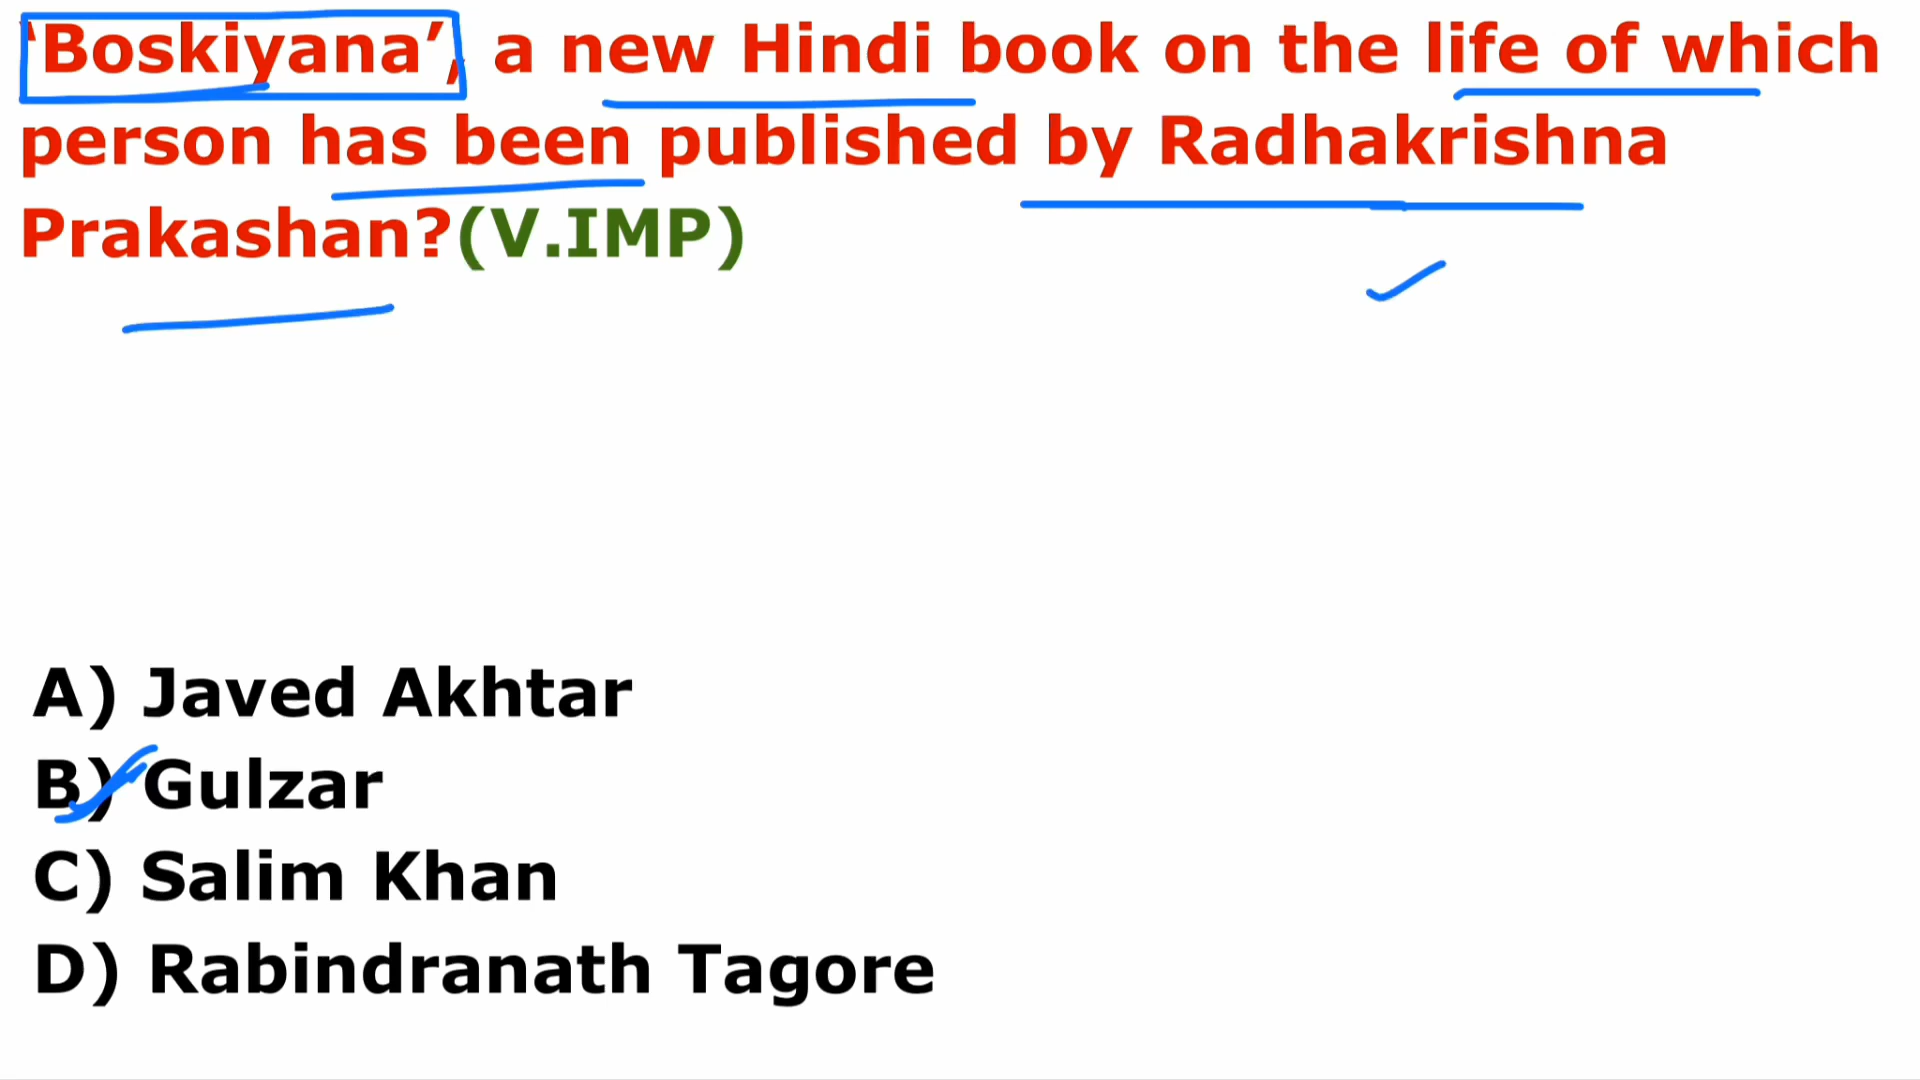 ‘Boskiyana’, a new Hindi book on the life of which
person has been published by Radhakrishna
Prakashan?(V.IMP)
A) Javed Akhtar
B) Gulzar
C) Salim Khan
D) Rabindranath Tagore